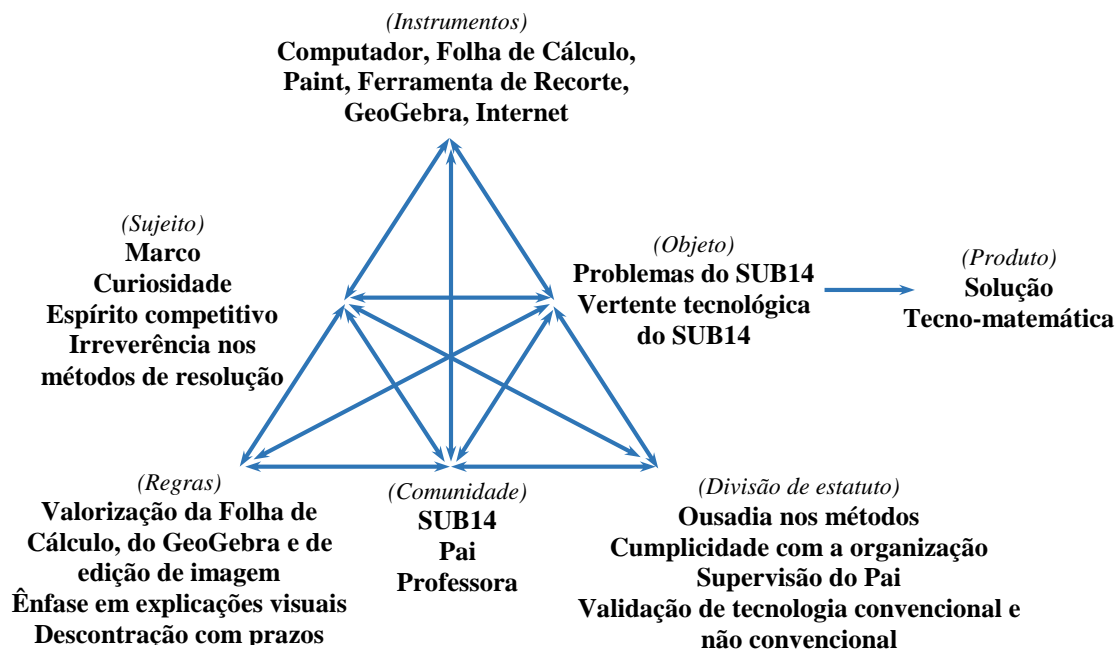 (Instrumentos)
Computador, Folha de Cálculo,
Paint, Ferramenta de Recorte,
GeoGebra, Internet
(Sujeito)
Marco
Curiosidade
Espírito competitivo
Irreverência nos
métodos de resolução
(Objeto)
Problemas do SUB14
Vertente tecnológica
do SUB14
(Produto)
Solução
Tecno-matemática
(Regras)
Valorização da Folha de
Cálculo, do GeoGebra e de
edição de imagem
Ênfase em explicações visuais
Descontração com prazos
(Comunidade)
SUB14
Pai
Professora
(Divisão de estatuto)
Ousadia nos métodos
Cumplicidade com a organização
Supervisão do Pai
Validação de tecnologia convencional e
não convencional